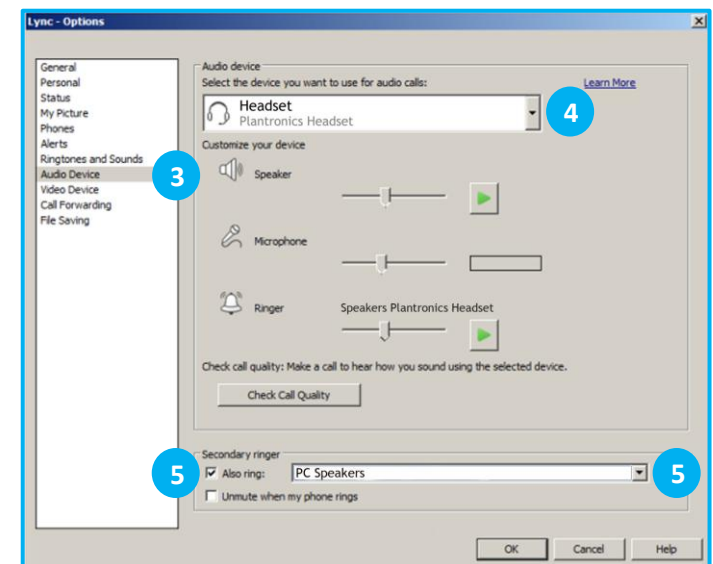 Lync - Options
General
Personal
Status
My Picture
Phones
Alerts
Ringtones and Sounds
Audio Device
Video Device
Call Forwarding
File Saving
3
Audio device
Select the device you want to use for audio calls:
Learn More
Headset
Plantronics Headset
4
Customize your device
Speaker
Microphone
Ringer
Speakers Plantronics Headset
Check call quality: Make a call to hear how you sound using the selected device.
Check Call Quality
Secondary ringer
5
Also ring:
PC Speakers
5
Unmute when my phone rings
OK
Cancel
Help